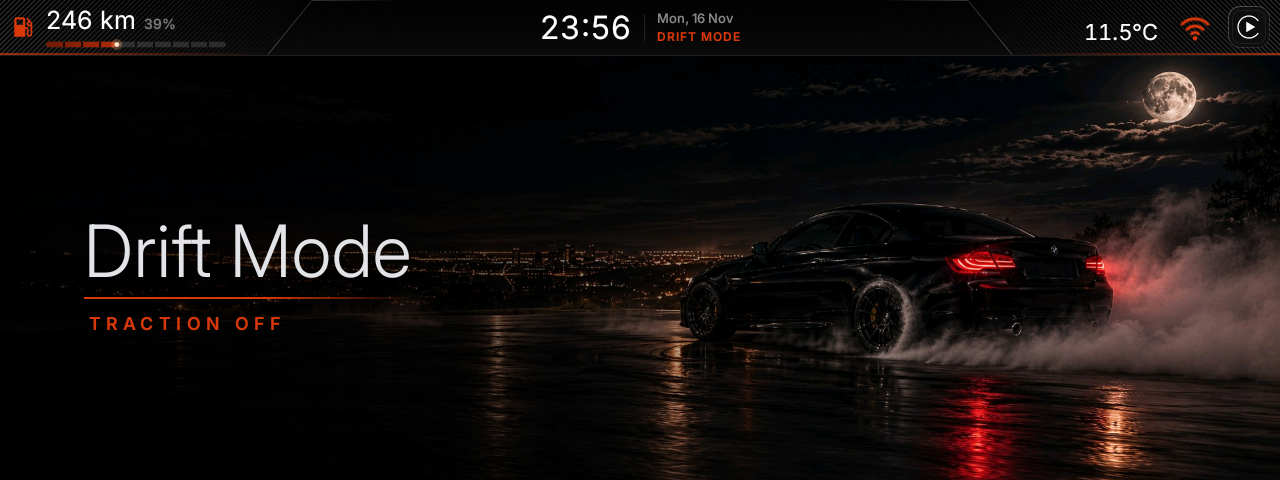 246 km 39%
23:56
Mon, 16 Nov
DRIFT MODE
11.5°C
Drift Mode
TRACTION OFF